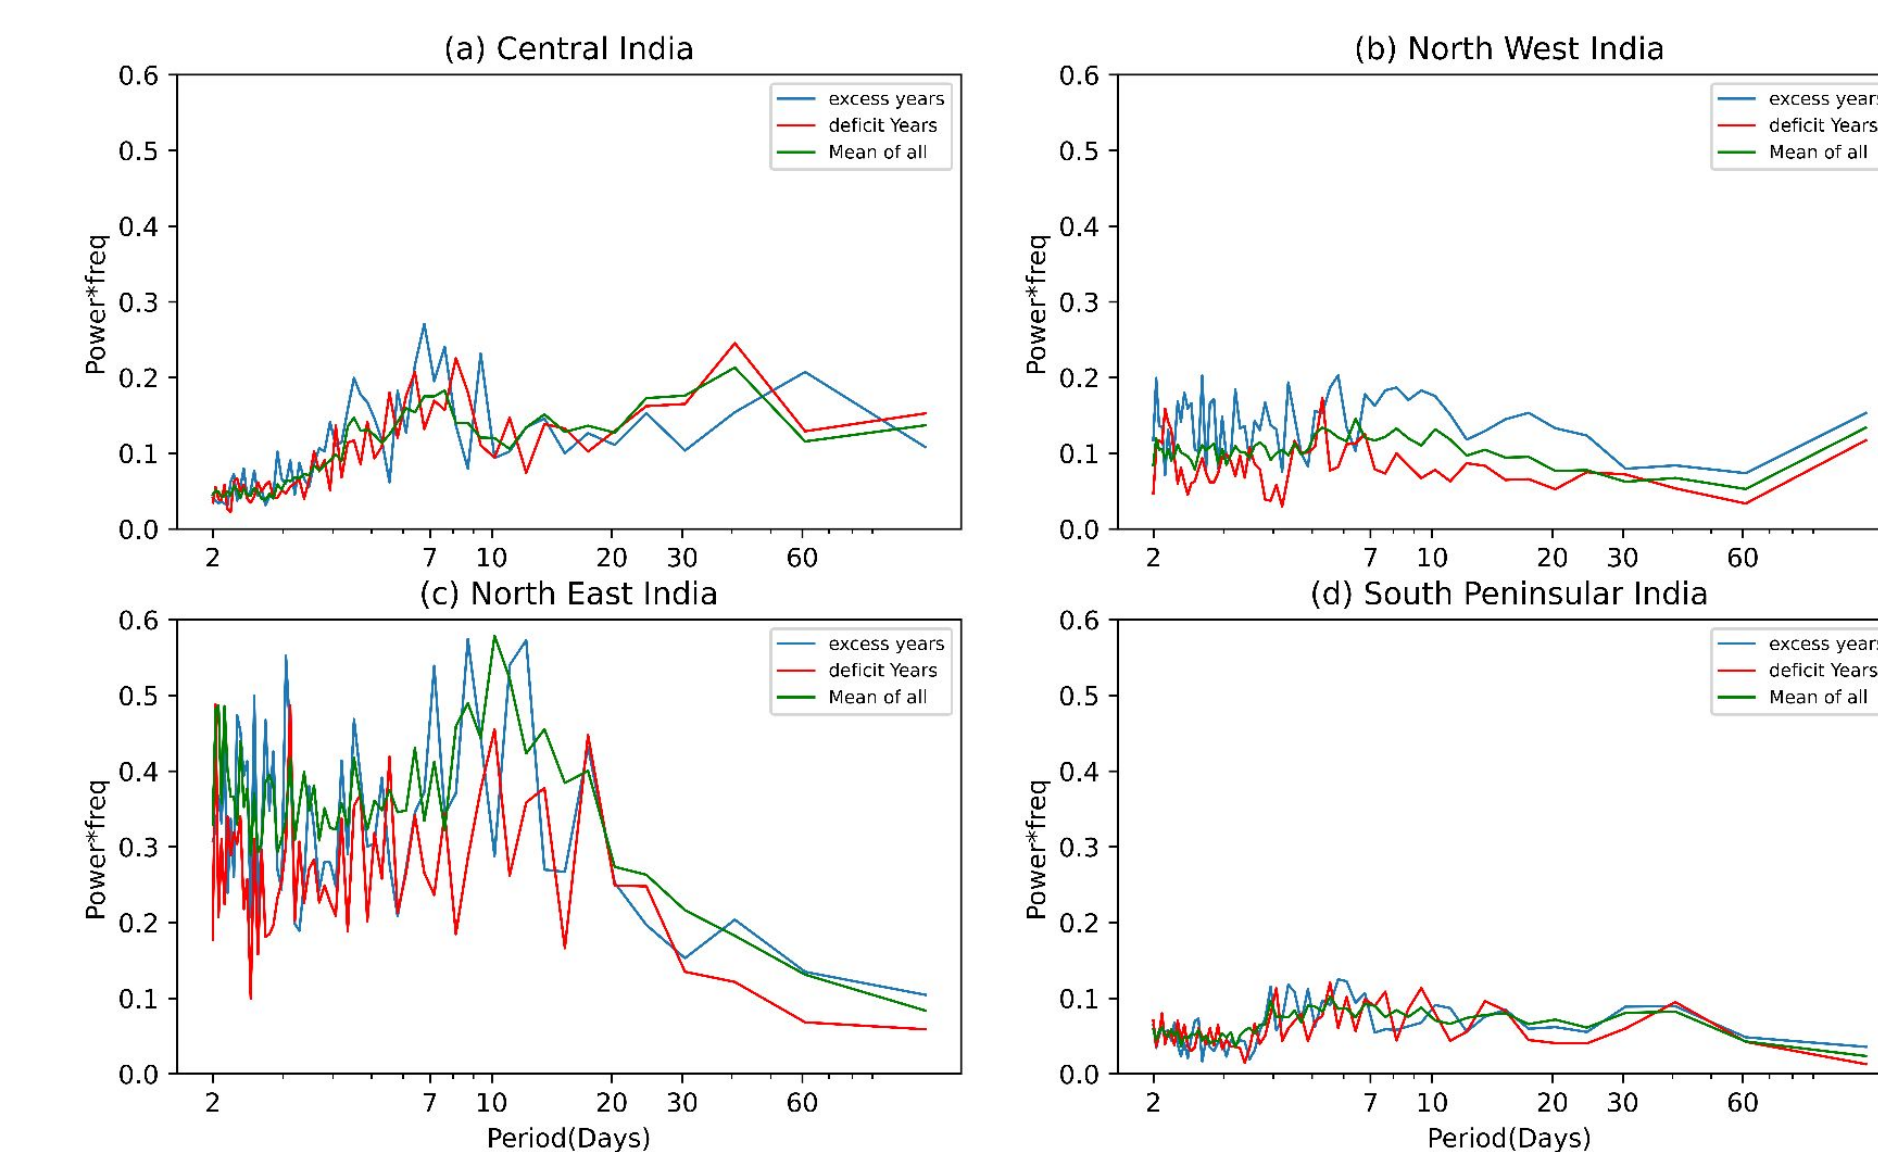 (a) Central India
0.6
0.5
0.4
0.3
0.2
0.1
0.0
Power*freq
excess years
deficit Years
Mean of all
2 7 10 20 30 60
(b) North West India
0.6
0.5
0.4
0.3
0.2
0.1
0.0
Power*freq
excess years
deficit Years
Mean of all
2 7 10 20 30 60
(c) North East India
0.6
0.5
0.4
0.3
0.2
0.1
0.0
Power*freq
excess years
deficit Years
Mean of all
2 7 10 20 30 60
Period(Days)
(d) South Peninsular India
0.6
0.5
0.4
0.3
0.2
0.1
0.0
Power*freq
excess years
deficit Years
Mean of all
2 7 10 20 30 60
Period(Days)